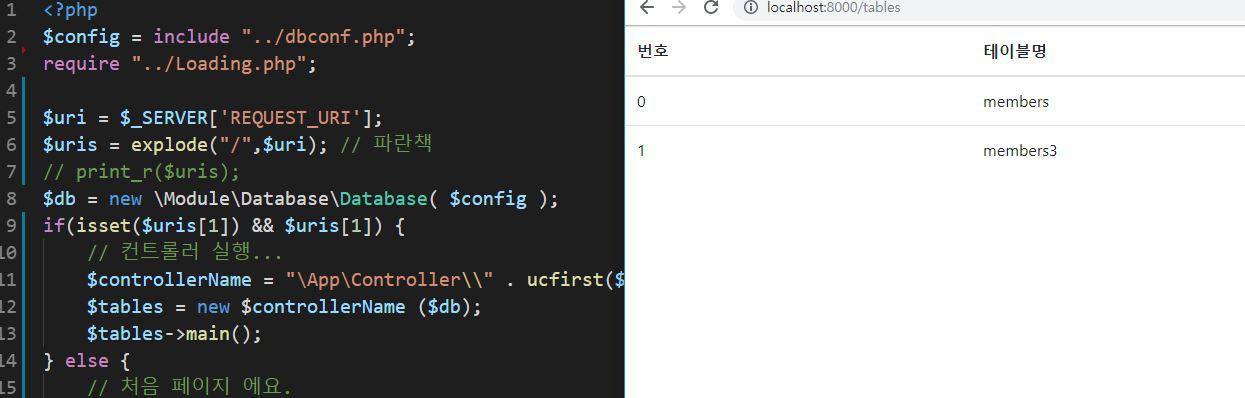 1 <?php
2 $config = include "../dbconf.php";
3 require "../Loading.php";
4
5 $uri = $_SERVER['REQUEST_URI'];
6 $uris = explode("/",$uri); // 파란책
7 // print_r($uris);
8 $db = new \Module\Database\Database( $config );
9 if(isset($uris[1]) && $uris[1]) {
10 // 컨트롤러 실행...
11 $controllerName = "\App\Controller\\" . ucfirst($
12 $tables = new $controllerName ($db);
13 $tables->main();
14 } else {
15 // 처음 페이지 에요.
localhost:8000/tables
번호 테이블명
0 members
1 members3